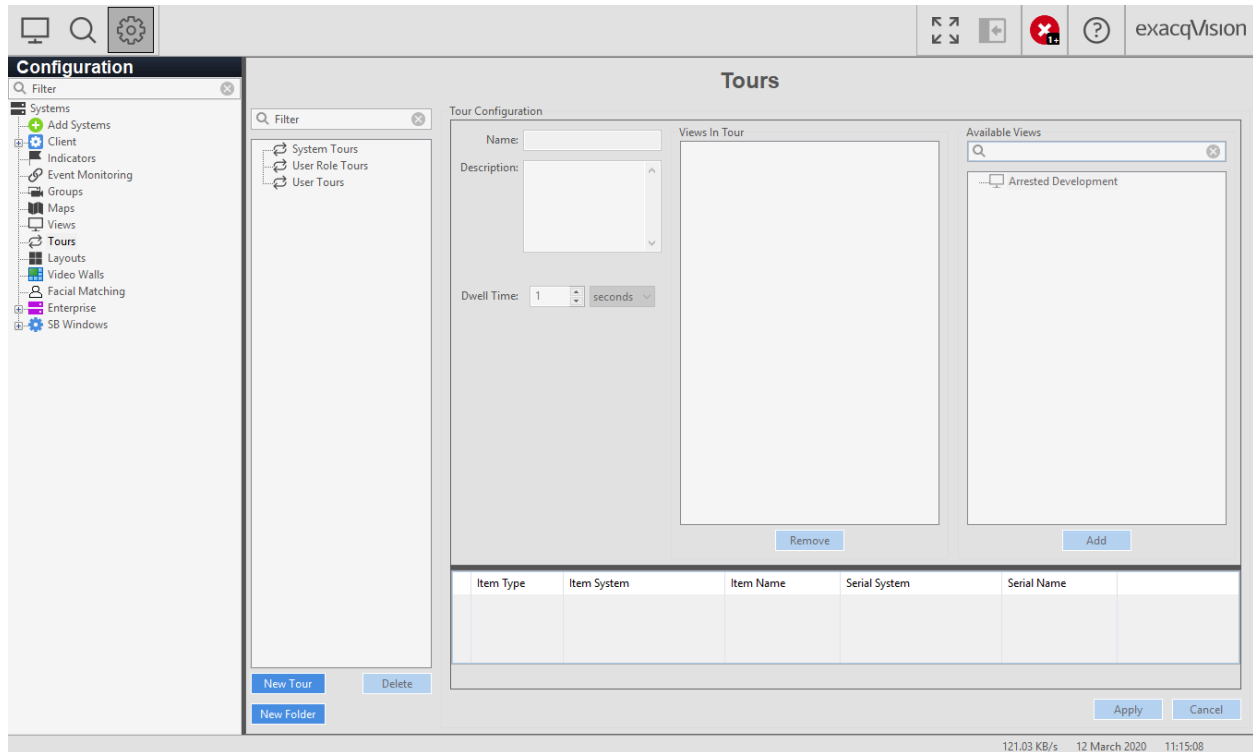 1+
exacqVision
Configuration
Filter
Systems
Add Systems
Client
Indicators
Event Monitoring
Groups
Maps
Views
Tours
Layouts
Video Walls
Facial Matching
Enterprise
SB Windows
Tours
Filter
System Tours
User Role Tours
User Tours
New Tour
Delete
New Folder
Tour Configuration
Name:
Description:
Dwell Time: 1 seconds
Views In Tour
Remove
Available Views
Arrested Development
Add
Item Type Item System Item Name Serial System Serial Name
Apply Cancel
121.03 KB/s 12 March 2020 11:15:08